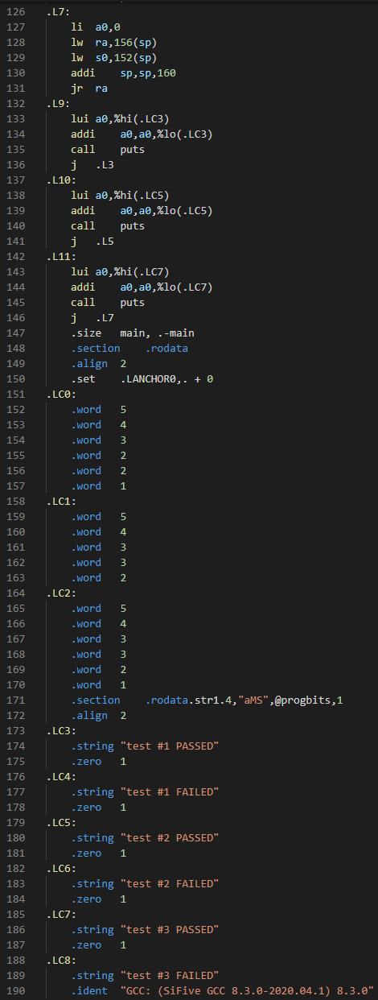 126 .L7:
127 li a0,0
128 lw ra,156(sp)
129 lw s0,152(sp)
130 addi sp,sp,160
131 jr ra
132 .L9:
133 lui a0,%hi(.LC3)
134 addi a0,a0,%lo(.LC3)
135 call puts
136 j .L3
137 .L10:
138 lui a0,%hi(.LC5)
139 addi a0,a0,%lo(.LC5)
140 call puts
141 j .L5
142 .L11:
143 lui a0,%hi(.LC7)
144 addi a0,a0,%lo(.LC7)
145 call puts
146 j .L7
147 .size main, .-main
148 .section .rodata
149 .align 2
150 .set .LANCHOR0,. + 0
151 .LC0:
152 .word 5
153 .word 4
154 .word 3
155 .word 2
156 .word 2
157 .word 1
158 .LC1:
159 .word 5
160 .word 4
161 .word 3
162 .word 3
163 .word 2
164 .LC2:
165 .word 5
166 .word 4
167 .word 3
168 .word 3
169 .word 2
170 .word 1
171 .section .rodata.str1.4,"aMS",@progbits,1
172 .align 2
173 .LC3:
174 .string "test #1 PASSED"
175 .zero 1
176 .LC4:
177 .string "test #1 FAILED"
178 .zero 1
179 .LC5:
180 .string "test #2 PASSED"
181 .zero 1
182 .LC6:
183 .string "test #2 FAILED"
184 .zero 1
185 .LC7:
186 .string "test #3 PASSED"
187 .zero 1
188 .LC8:
189 .string "test #3 FAILED"
190 .ident "GCC: (SiFive GCC 8.3.0-2020.04.1) 8.3.0"